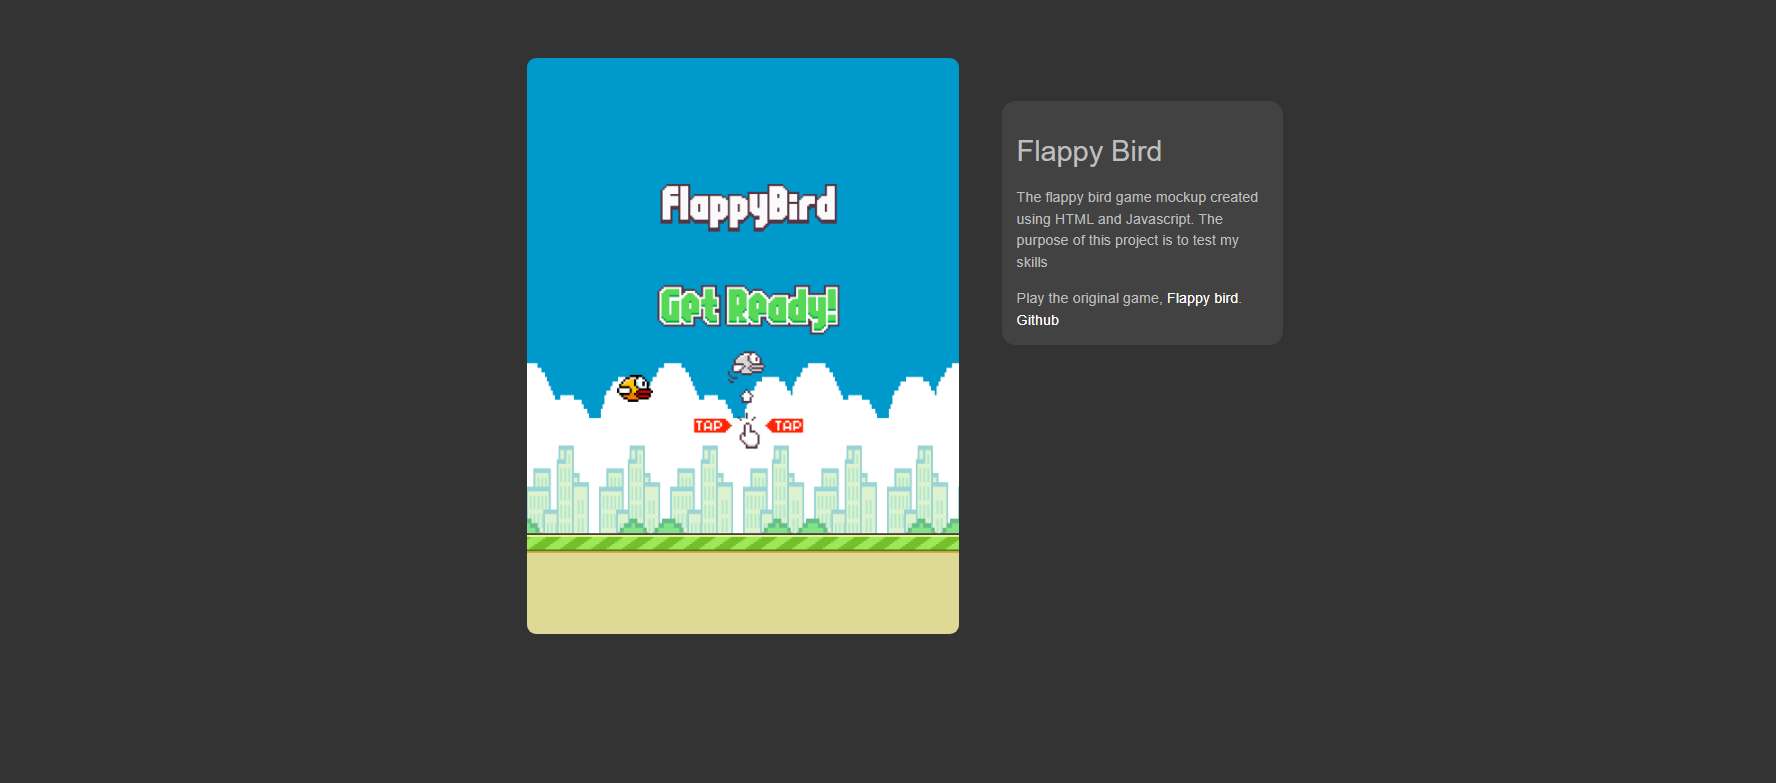 FlappyBird
Get Ready!
TAP TAP
Flappy Bird
The flappy bird game mockup created
using HTML and Javascript. The
purpose of this project is to test my
skills
Play the original game, Flappy bird.
Github